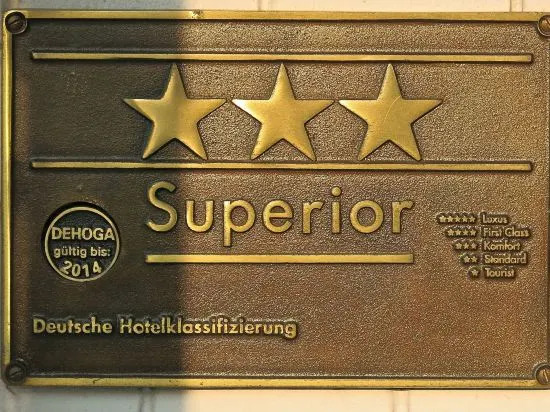 Superior
DEHOGA
gültig bis:
2014
★★★★★ Luxus
★★★★ First Class
★★★ Komfort
★★ Standard
★ Tourist
Deutsche Hotelklassifizierung